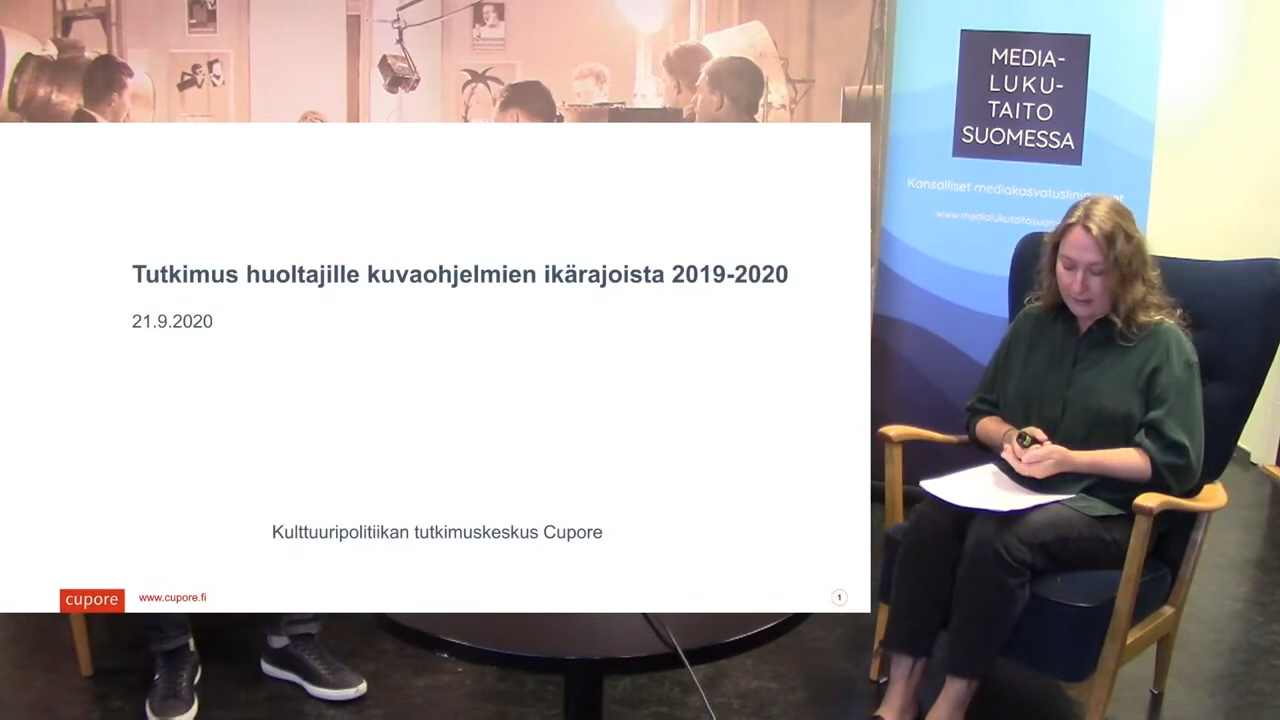 MEDIA-
LUKU-
TAITO
SUOMESSA
Kansalliset
Tutkimus huoltajille kuvaohjelmien ikärajoista 2019-2020
21.9.2020
Kulttuuripolitiikan tutkimuskeskus Cupore
cupore
www.cupore.fi
1